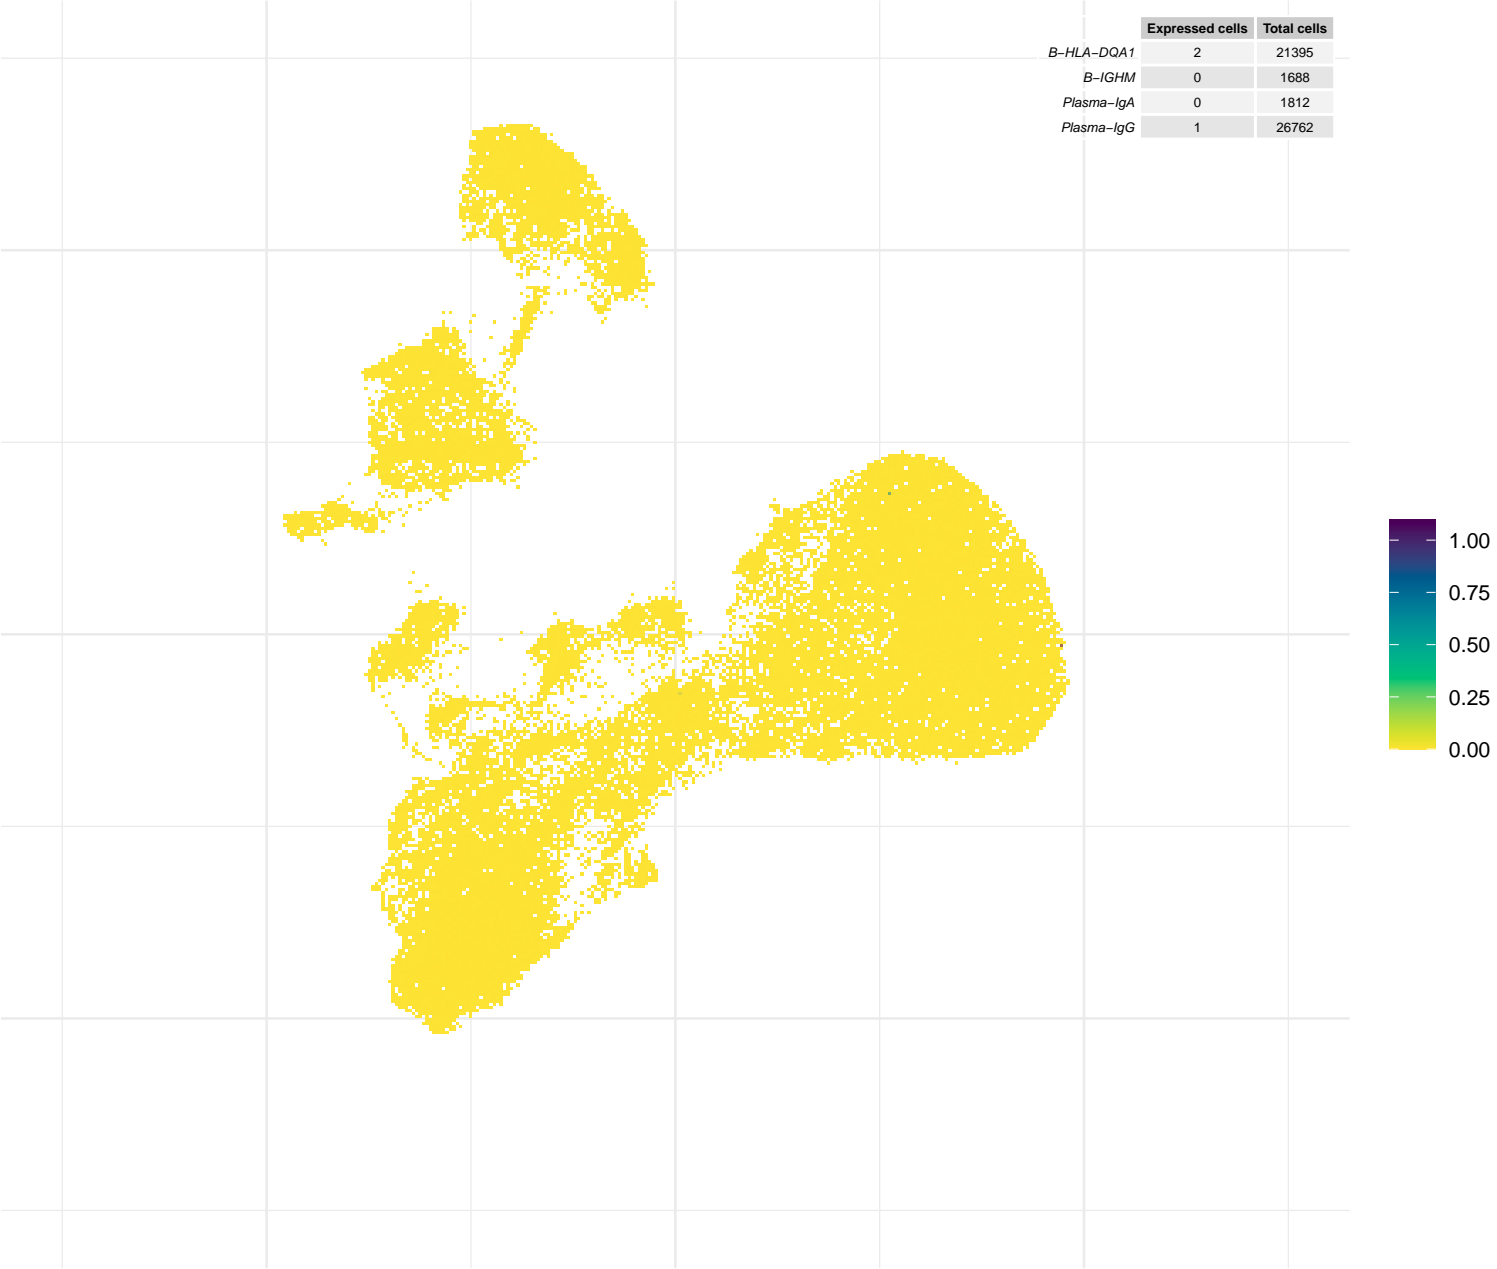 Expressed cells Total cells
B−HLA−DQA1 2 21395
B−IGHM 0 1688
Plasma−IgA 0 1812
Plasma−IgG 1 26762
1.00
0.75
0.50
0.25
0.00